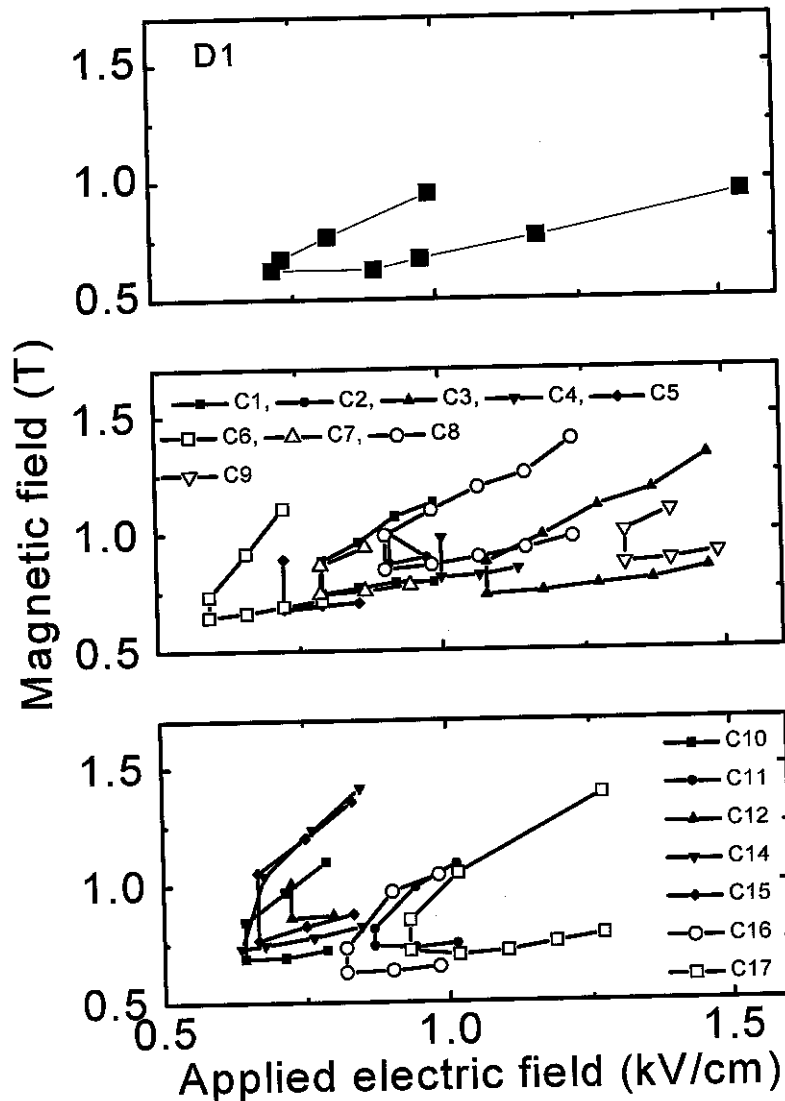 D1
1.5
1.0
0.5
C1, C2, C3, C4, C5
C6, C7, C8
C9
1.5
1.0
0.5
Magnetic field (T)
C10
C11
C12
C14
C15
C16
C17
1.5
1.0
0.5
0.5 1.0 1.5
Applied electric field (kV/cm)